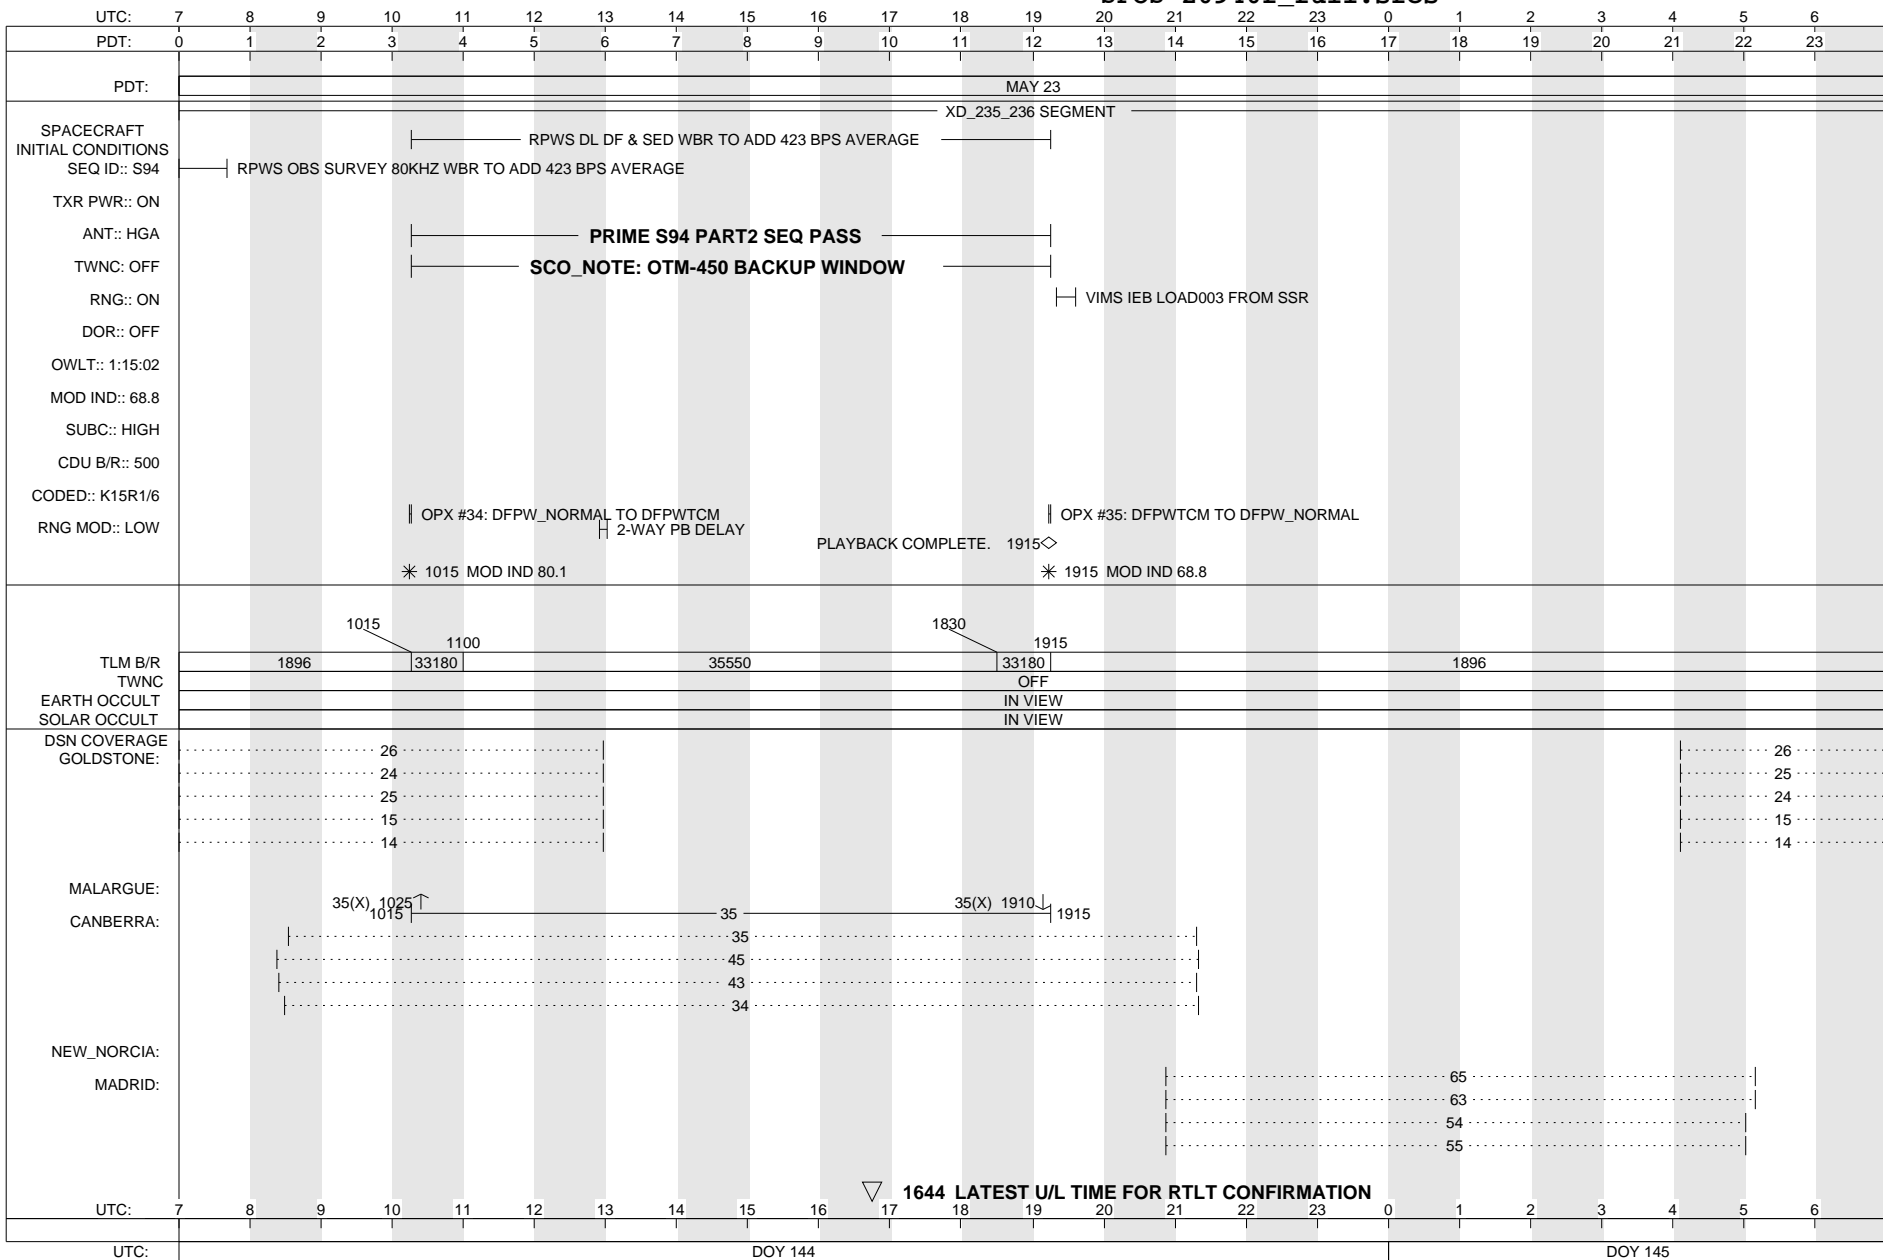 UTC: 7 8 9 10 11 12 13 14 15 16 17 18 19 20 21 22 23 0 1 2 3 4 5 6
PDT: 0 1 2 3 4 5 6 7 8 9 10 11 12 13 14 15 16 17 18 19 20 21 22 23
PDT: MAY 23
XD_235_236 SEGMENT
SPACECRAFT
INITIAL CONDITIONS
RPWS DL DF & SED WBR TO ADD 423 BPS AVERAGE
SEQ ID:: S94 RPWS OBS SURVEY 80KHZ WBR TO ADD 423 BPS AVERAGE
TXR PWR:: ON
ANT:: HGA PRIME S94 PART2 SEQ PASS
TWNC: OFF SCO_NOTE: OTM-450 BACKUP WINDOW
RNG:: ON VIMS IEB LOAD003 FROM SSR
DOR:: OFF
OWLT:: 1:15:02
MOD IND:: 68.8
SUBC:: HIGH
CDU B/R:: 500
CODED:: K15R1/6
OPX #34: DFPW_NORMAL TO DFPWTCM OPX #35: DFPWTCM TO DFPW_NORMAL
RNG MOD:: LOW 2-WAY PB DELAY
PLAYBACK COMPLETE. 1915
1015 MOD IND 80.1 1915 MOD IND 68.8
1015 1830
1100 1915
TLM B/R 1896 33180 35550 33180 1896
TWNC OFF
EARTH OCCULT IN VIEW
SOLAR OCCULT IN VIEW
DSN COVERAGE
GOLDSTONE: 26 26
24 25
25 24
15 15
14 14
MALARGUE:
35(X) 1025 35(X) 1910
CANBERRA: 1015 35 1915
35
45
43
34
NEW_NORCIA:
MADRID: 65
63
54
55
1644 LATEST U/L TIME FOR RTLT CONFIRMATION
UTC: 7 8 9 10 11 12 13 14 15 16 17 18 19 20 21 22 23 0 1 2 3 4 5 6
UTC: DOY 144 DOY 145